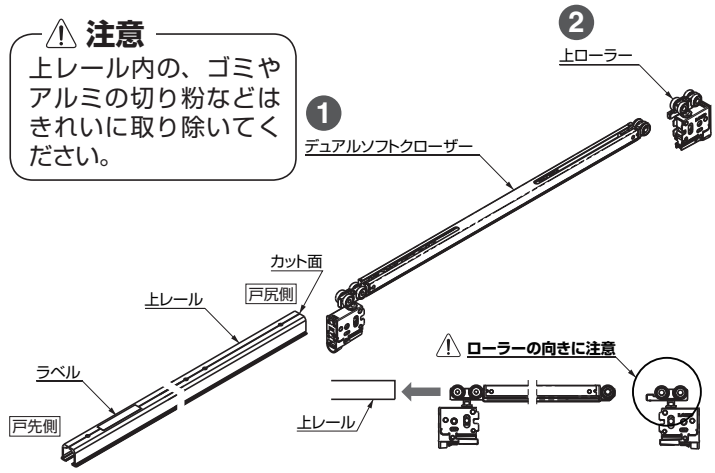 注意
上レール内の、ゴミや
アルミの切り粉などは
きれいに取り除いてく
ださい。
2
上ローラー
1
デュアルソフトクローザー
カット面
戸尻側
上レール
ラベル
戸先側
ローラーの向きに注意
上レール